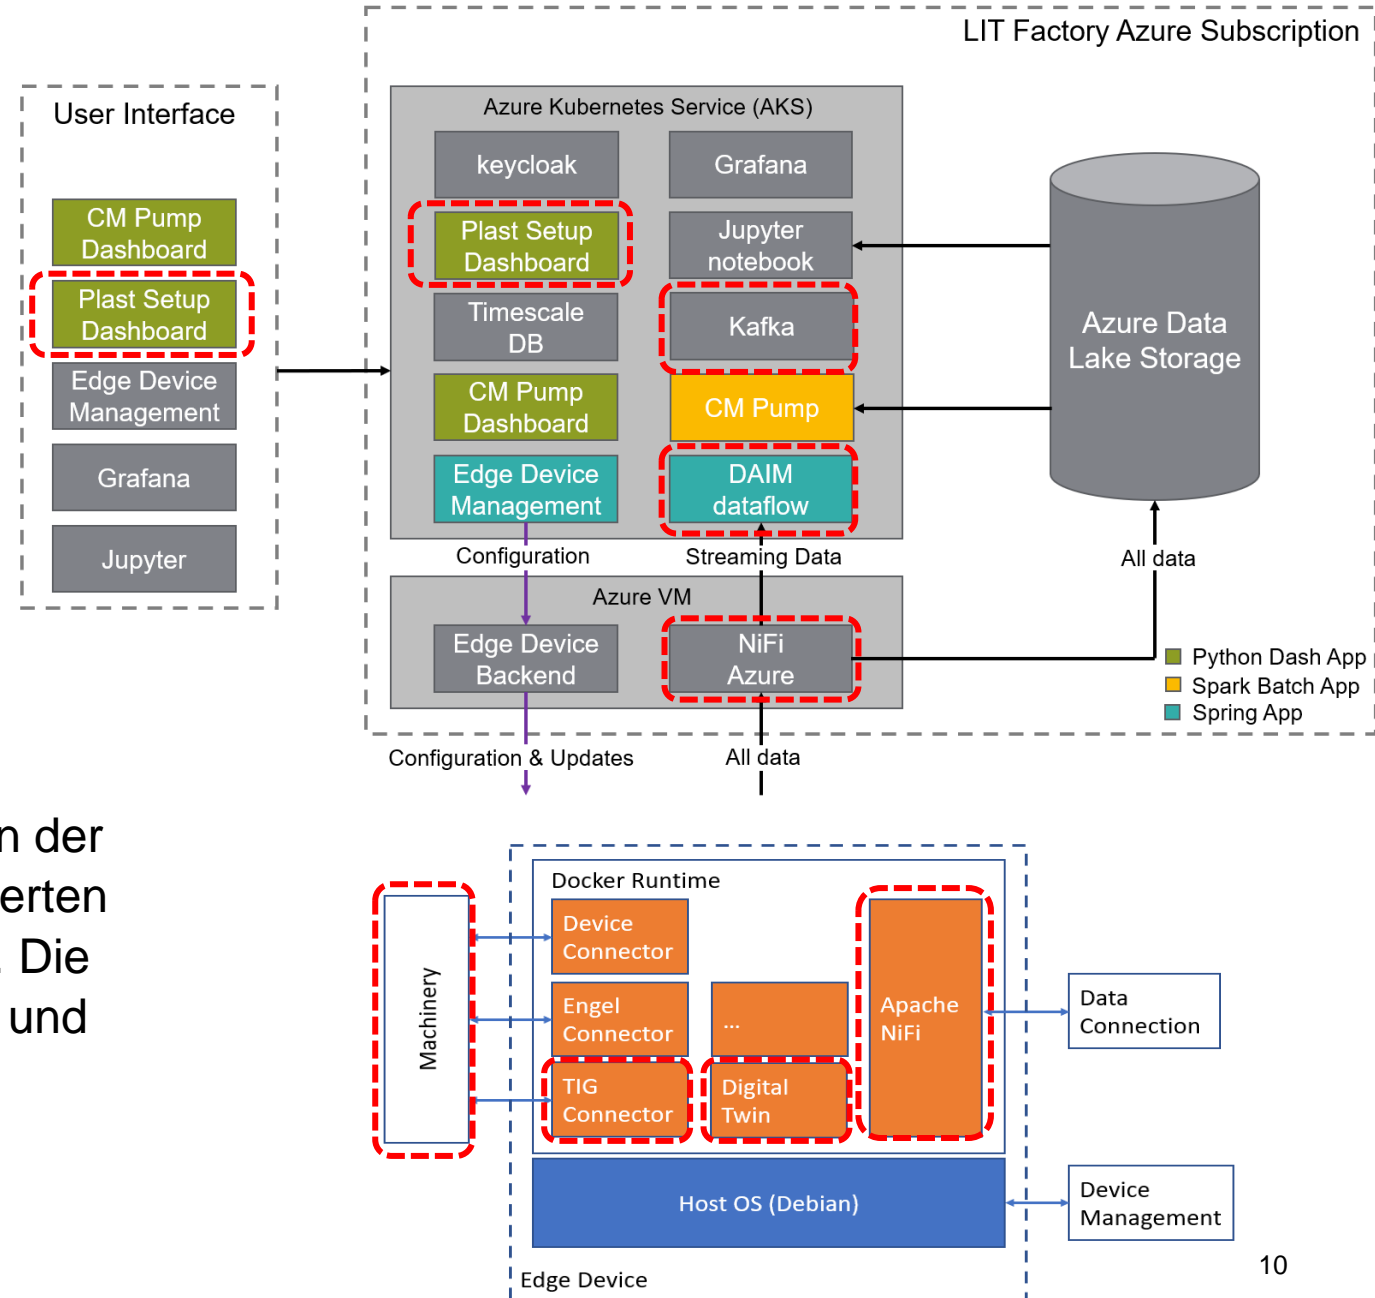 LIT Factory Azure Subscription
User Interface
CM Pump
Dashboard
Plast Setup
Dashboard
Edge Device
Management
Grafana
Jupyter
Azure Kubernetes Service (AKS)
keycloak
Grafana
Plast Setup
Dashboard
Jupyter
notebook
Timescale
DB
Kafka
CM Pump
Dashboard
CM Pump
Edge Device
Management
DAIM
dataflow
Azure Data
Lake Storage
Configuration
Streaming Data
All data
Azure VM
Edge Device
Backend
NiFi
Azure
Python Dash App
Spark Batch App
Spring App
Configuration & Updates
All data
n der
erten
. Die
und
Machinery
Docker Runtime
Device
Connector
Engel
Connector
...
TIG
Connector
Digital
Twin
Apache
NiFi
Data
Connection
Host OS (Debian)
Device
Management
Edge Device
10